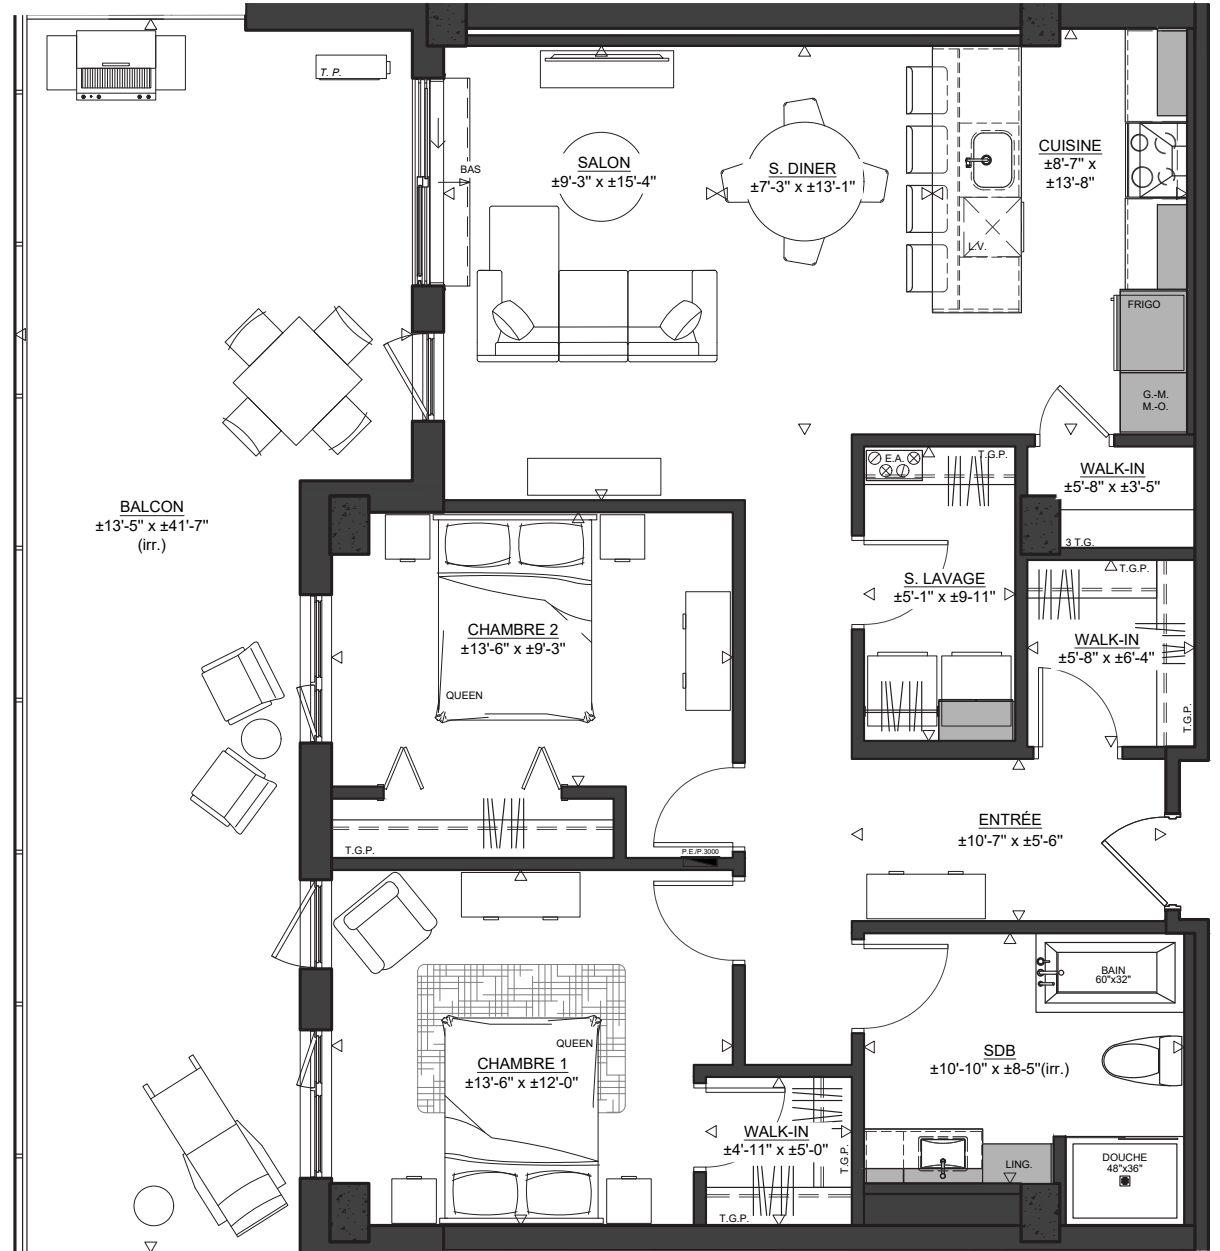 T. P.
BAS
SALON
±9'-3" x ±15'-4"
S. DINER
±7'-3" x ±13'-1"
CUISINE
±8'-7" x
±13'-8"
L.V.
FRIGO
G.-M.
M.-O.
E.A.
T.G.P.
WALK-IN
±5'-8" x ±3'-5"
3 T.G.
BALCON
±13'-5" x ±41'-7"
(irr.)
S. LAVAGE
±5'-1" x ±9-11"
T.G.P.
WALK-IN
±5'-8" x ±6'-4"
T.G.P.
CHAMBRE 2
±13'-6" x ±9'-3"
QUEEN
T.G.P.
P.E./P.3000
ENTRÉE
±10'-7" x ±5'-6"
BAIN
60"x32"
QUEEN
CHAMBRE 1
±13'-6" x ±12'-0"
SDB
±10'-10" x ±8-5"(irr.)
WALK-IN
±4'-11" x ±5'-0"
T.G.P.
T.G.P.
LING.
DOUCHE
48"x36"